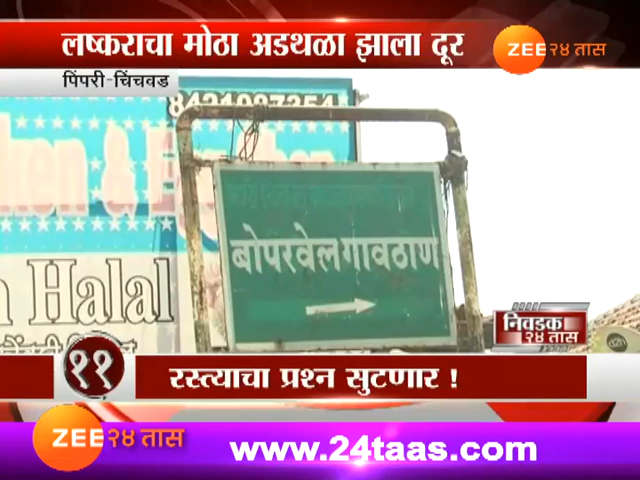 लष्कराचा मोठा अडथळा झाला दूर
ZEE २४ तास
पिंपरी-चिंचवड
बोपरवेलगावठाण
Halal
निवडक
२४ तास
११
रस्त्याचा प्रश्न सुटणार !
ZEE २४ तास
www.24taas.com